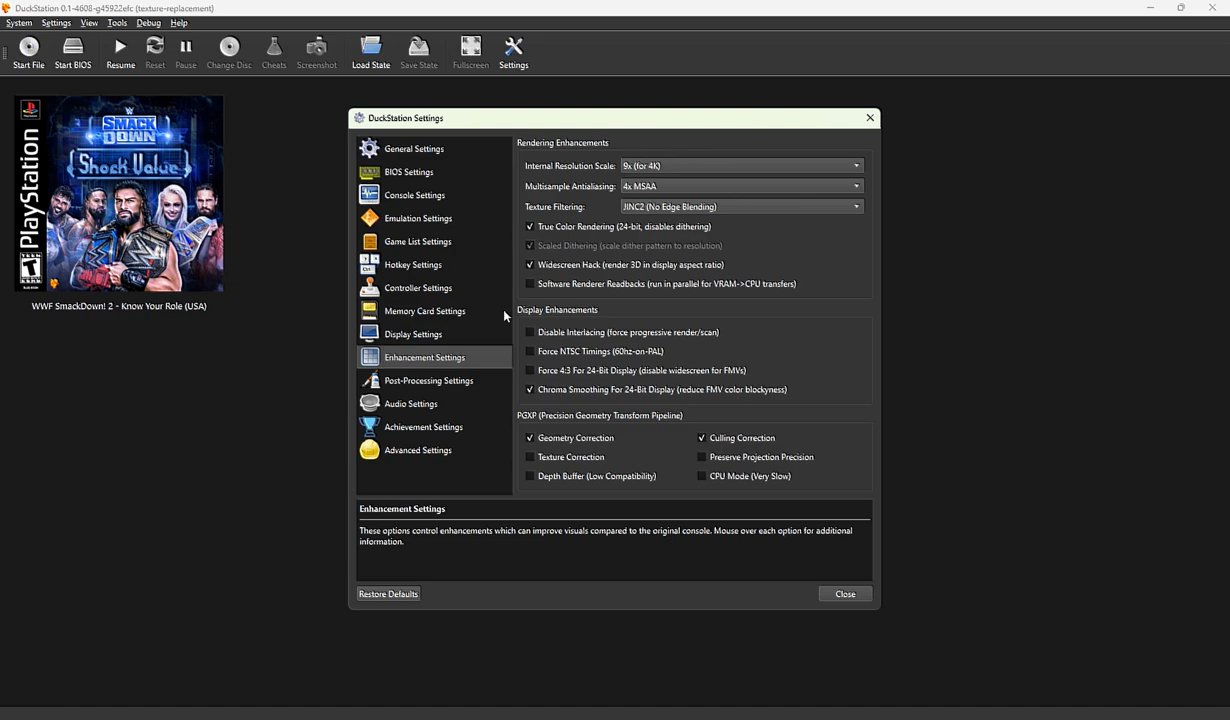 DuckStation 0.1-4608-g45922efc (texture-replacement)
System Settings View Tools Debug Help
Start File Start BIOS Resume Reset Pause Change Disc Cheats Screenshot Load State Save State Fullscreen Settings
PlayStation
SMACK DOWN
Shock Value
WWF SmackDown! 2 - Know Your Role (USA)
DuckStation Settings
General Settings
BIOS Settings
Console Settings
Emulation Settings
Game List Settings
Hotkey Settings
Controller Settings
Memory Card Settings
Display Settings
Enhancement Settings
Post-Processing Settings
Audio Settings
Achievement Settings
Advanced Settings
Rendering Enhancements
Internal Resolution Scale: 9x (for 4K)
Multisample Antialiasing: 4x MSAA
Texture Filtering: JINC2 (No Edge Blending)
True Color Rendering (24-bit, disables dithering)
Scaled Dithering (scale dither pattern to resolution)
Widescreen Hack (render 3D in display aspect ratio)
Software Renderer Readbacks (run in parallel for VRAM->CPU transfers)
Display Enhancements
Disable Interlacing (force progressive render/scan)
Force NTSC Timings (60hz-on-PAL)
Force 4:3 For 24-Bit Display (disable widescreen for FMVs)
Chroma Smoothing For 24-Bit Display (reduce FMV color blockyness)
PGXP (Precision Geometry Transform Pipeline)
Geometry Correction Culling Correction
Texture Correction Preserve Projection Precision
Depth Buffer (Low Compatibility) CPU Mode (Very Slow)
Enhancement Settings
These options control enhancements which can improve visuals compared to the original console. Mouse over each option for additional
information.
Restore Defaults Close